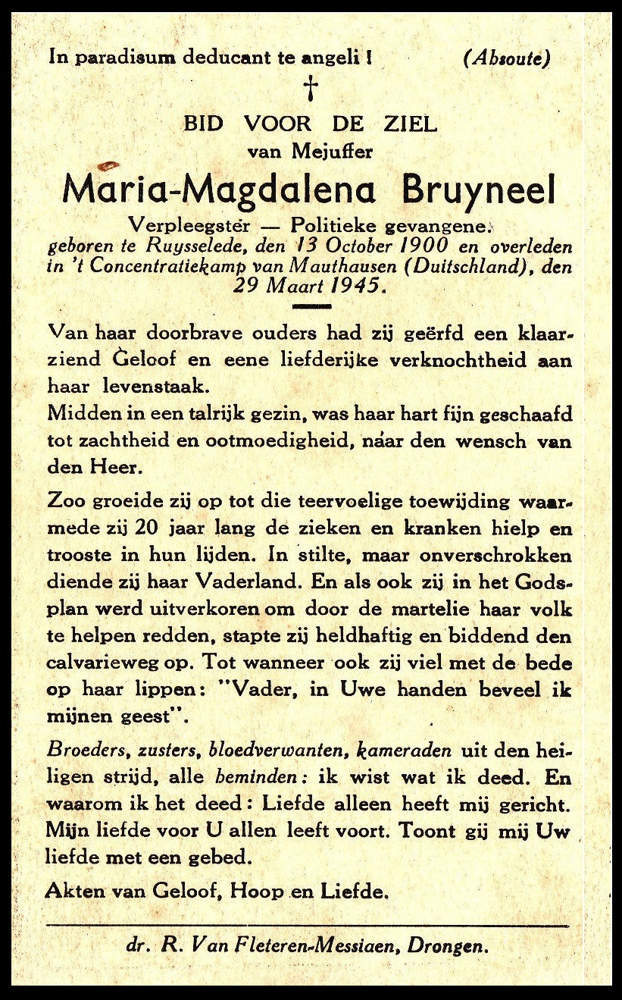 In paradisum deducant te angeli ! (Absoute)
†
BID VOOR DE ZIEL
van Mejuffer
Maria-Magdalena Bruyneel
Verpleegster — Politieke gevangene.
geboren te Ruysselede, den 13 October 1900 en overleden
in 't Concentratiekamp van Mauthausen (Duitschland), den
29 Maart 1945.
Van haar doorbrave ouders had zij geërfd een klaar-
ziend Geloof en eene liefderijke verknochtheid aan
haar levenstaak.
Midden in een talrijk gezin, was haar hart fijn geschaafd
tot zachtheid en ootmoedigheid, naar den wensch van
den Heer.
Zoo groeide zij op tot die teervoelige toewijding waar-
mede zij 20 jaar lang de zieken en kranken hielp en
trooste in hun lijden. In stilte, maar onverschrokken
diende zij haar Vaderland. En als ook zij in het Gods-
plan werd uitverkoren om door de martelie haar volk
te helpen redden, stapte zij heldhaftig en biddend den
calvarieweg op. Tot wanneer ook zij viel met de bede
op haar lippen: "Vader, in Uwe handen beveel ik
mijnen geest".
Broeders, zusters, bloedverwanten, kameraden uit den hei-
ligen strijd, alle beminden: ik wist wat ik deed. En
waarom ik het deed: Liefde alleen heeft mij gericht.
Mijn liefde voor U allen leeft voort. Toont gij mij Uw
liefde met een gebed.
Akten van Geloof, Hoop en Liefde.
dr. R. Van Fleteren-Messiaen, Drongen.